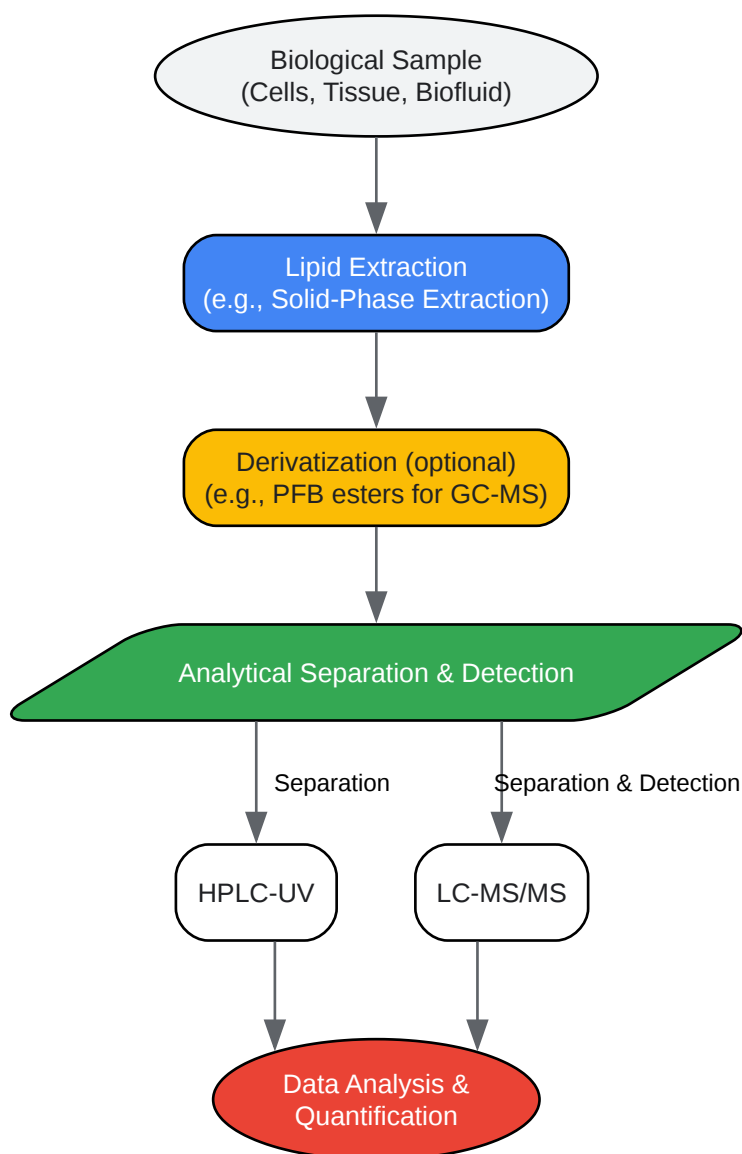 Biological Sample
(Cells, Tissue, Biofluid)
Lipid Extraction
(e.g., Solid-Phase Extraction)
Derivatization (optional)
(e.g., PFB esters for GC-MS)
Analytical Separation & Detection
Separation
Separation & Detection
HPLC-UV
LC-MS/MS
Data Analysis &
Quantification